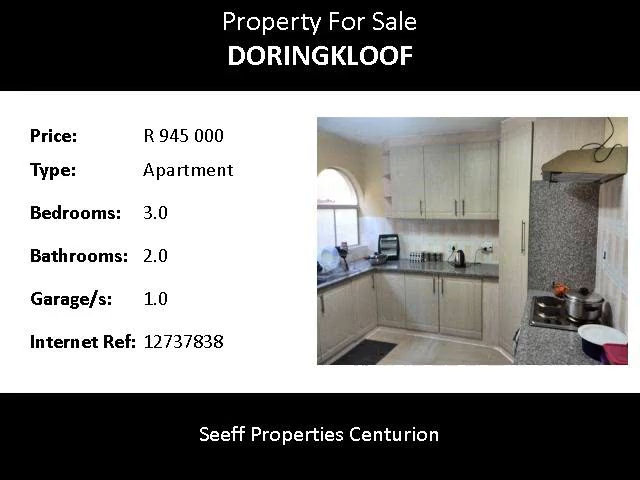 Property For Sale
DORINGKLOOF
Price: R 945 000
Type: Apartment
Bedrooms: 3.0
Bathrooms: 2.0
Garage/s: 1.0
Internet Ref: 12737838
Seeff Properties Centurion